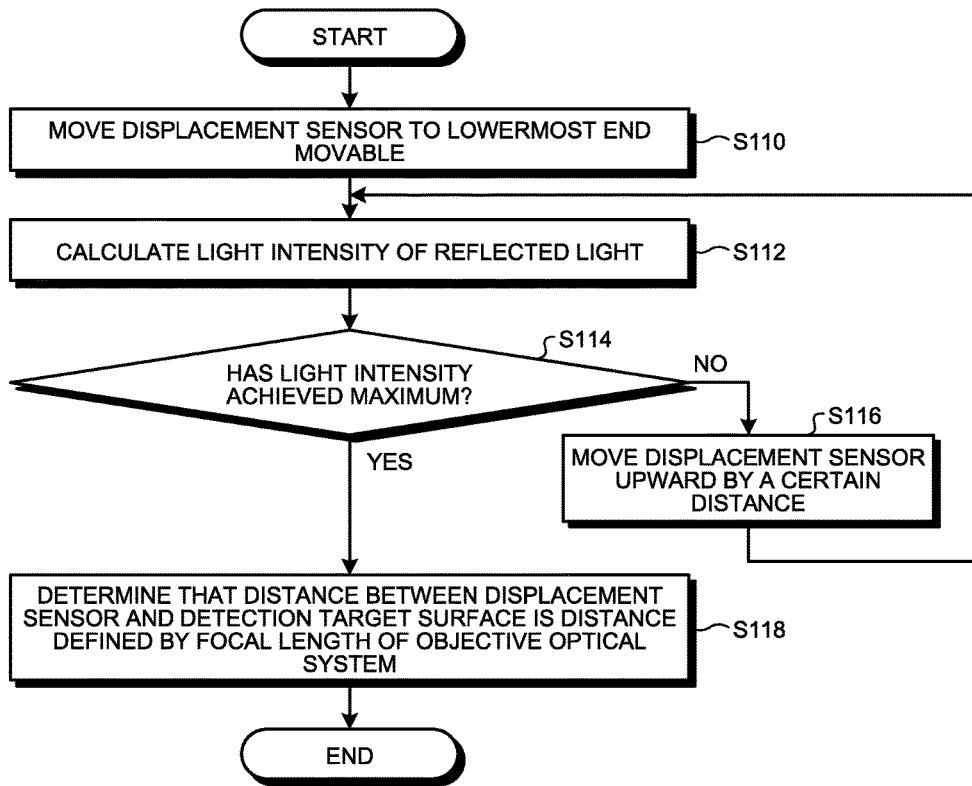 START
MOVE DISPLACEMENT SENSOR TO LOWERMOST END
MOVABLE
S110
CALCULATE LIGHT INTENSITY OF REFLECTED LIGHT
S112
S114
HAS LIGHT INTENSITY
ACHIEVED MAXIMUM?
NO
YES
S116
MOVE DISPLACEMENT SENSOR
UPWARD BY A CERTAIN
DISTANCE
DETERMINE THAT DISTANCE BETWEEN DISPLACEMENT
SENSOR AND DETECTION TARGET SURFACE IS DISTANCE
DEFINED BY FOCAL LENGTH OF OBJECTIVE OPTICAL
SYSTEM
S118
END